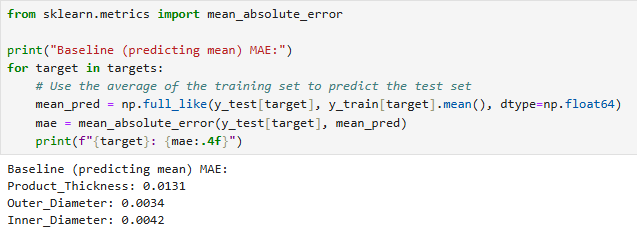 from sklearn.metrics import mean_absolute_error
print("Baseline (predicting mean) MAE:")
for target in targets:
    # Use the average of the training set to predict the test set
    mean_pred = np.full_like(y_test[target], y_train[target].mean(), dtype=np.float64)
    mae = mean_absolute_error(y_test[target], mean_pred)
    print(f"{target}: {mae:.4f}")
Baseline (predicting mean) MAE:
Product_Thickness: 0.0131
Outer_Diameter: 0.0034
Inner_Diameter: 0.0042